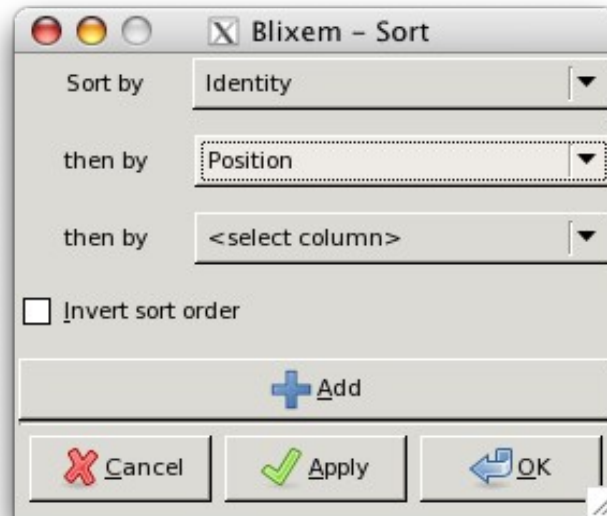 Blixem – Sort
Sort by Identity
then by Position
then by <select column>
Invert sort order
Add
Cancel Apply OK